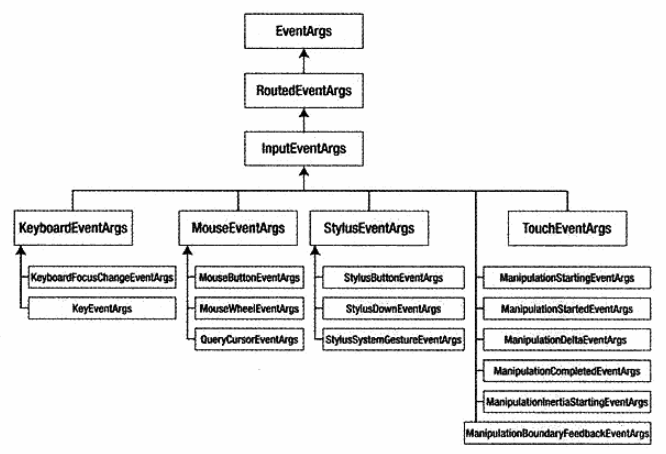 EventArgs
RoutedEventArgs
InputEventArgs
KeyboardEventArgs
MouseEventArgs
StylusEventArgs
TouchEventArgs
KeyboardFocusChangeEventArgs
MouseButtonEventArgs
StylusButtonEventArgs
ManipulationStartingEventArgs
KeyEventArgs
MouseWheelEventArgs
StylusDownEventArgs
ManipulationStartedEventArgs
QueryCursorEventArgs
StylusSystemGestureEventArgs
ManipulationDeltaEventArgs
ManipulationCompletedEventArgs
ManipulationInertiaStartingEventArgs
ManipulationBoundaryFeedbackEventArgs